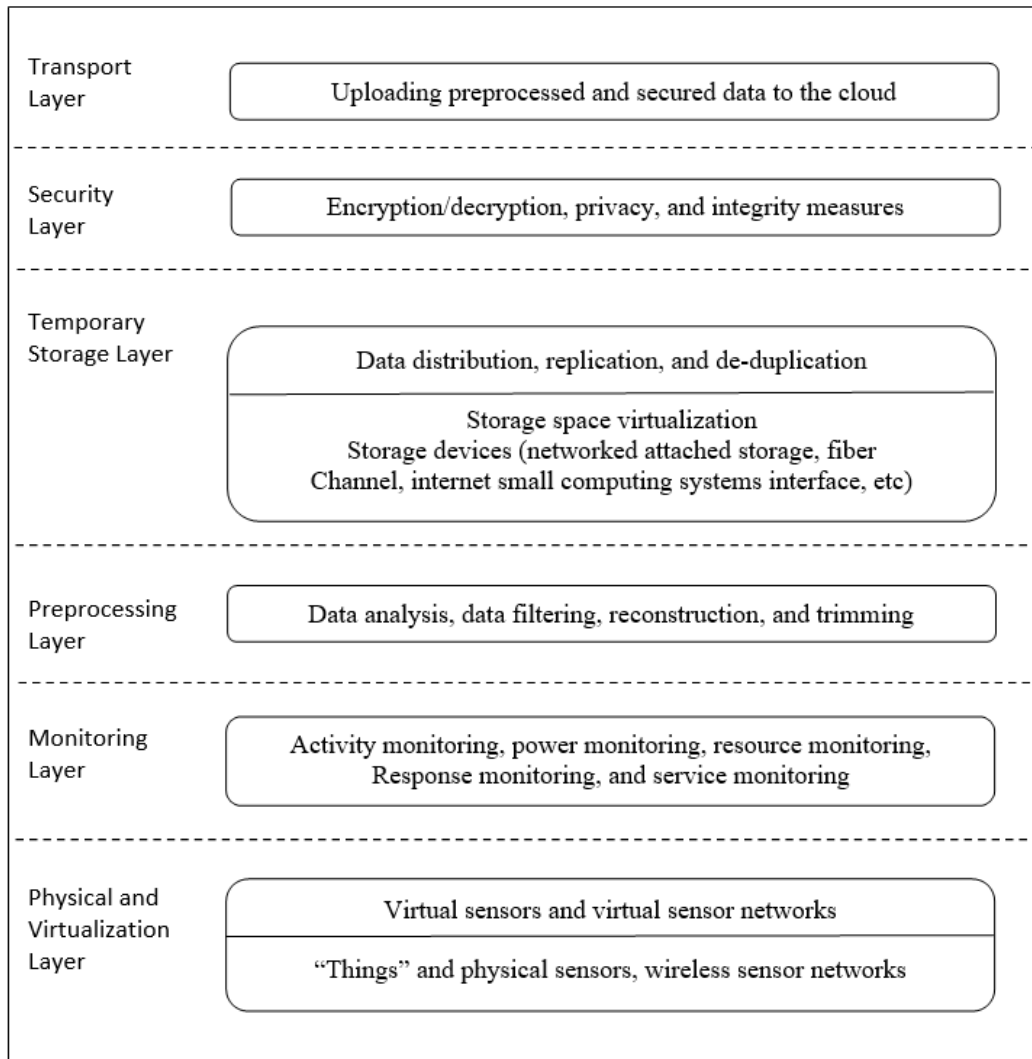 Transport
Layer
Uploading preprocessed and secured data to the cloud
Security
Layer
Encryption/decryption, privacy, and integrity measures
Temporary
Storage Layer
Data distribution, replication, and de-duplication
Storage space virtualization
Storage devices (networked attached storage, fiber
Channel, internet small computing systems interface, etc)
Preprocessing
Layer
Data analysis, data filtering, reconstruction, and trimming
Monitoring
Layer
Activity monitoring, power monitoring, resource monitoring,
Response monitoring, and service monitoring
Physical and
Virtualization
Layer
Virtual sensors and virtual sensor networks
“Things” and physical sensors, wireless sensor networks